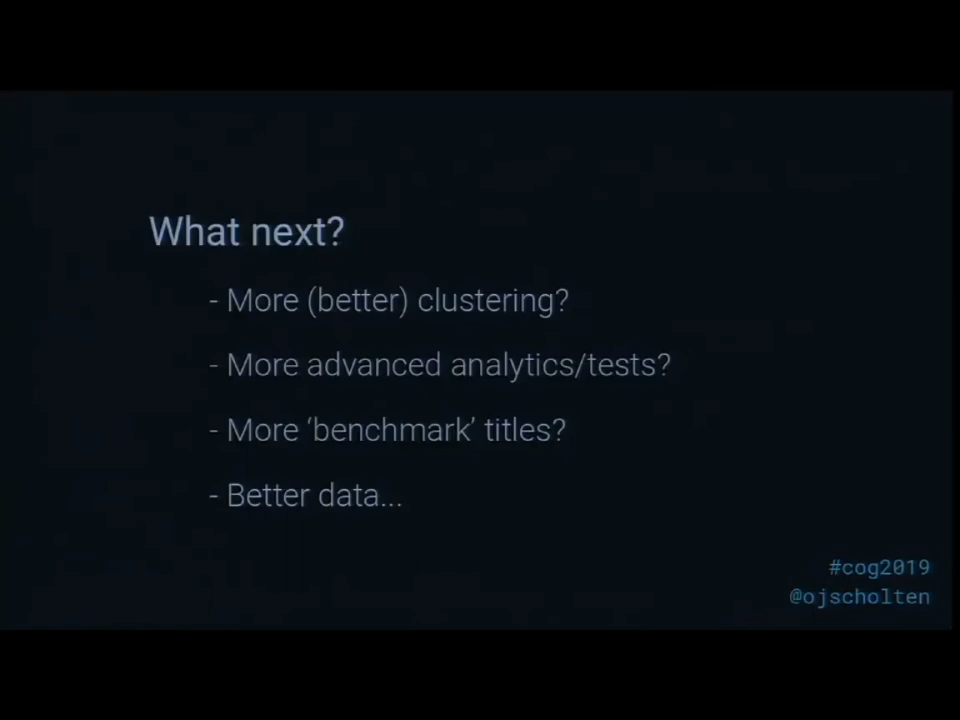 What next?
- More (better) clustering?
- More advanced analytics/tests?
- More ‘benchmark’ titles?
- Better data...
#cog2019
@ojscholten